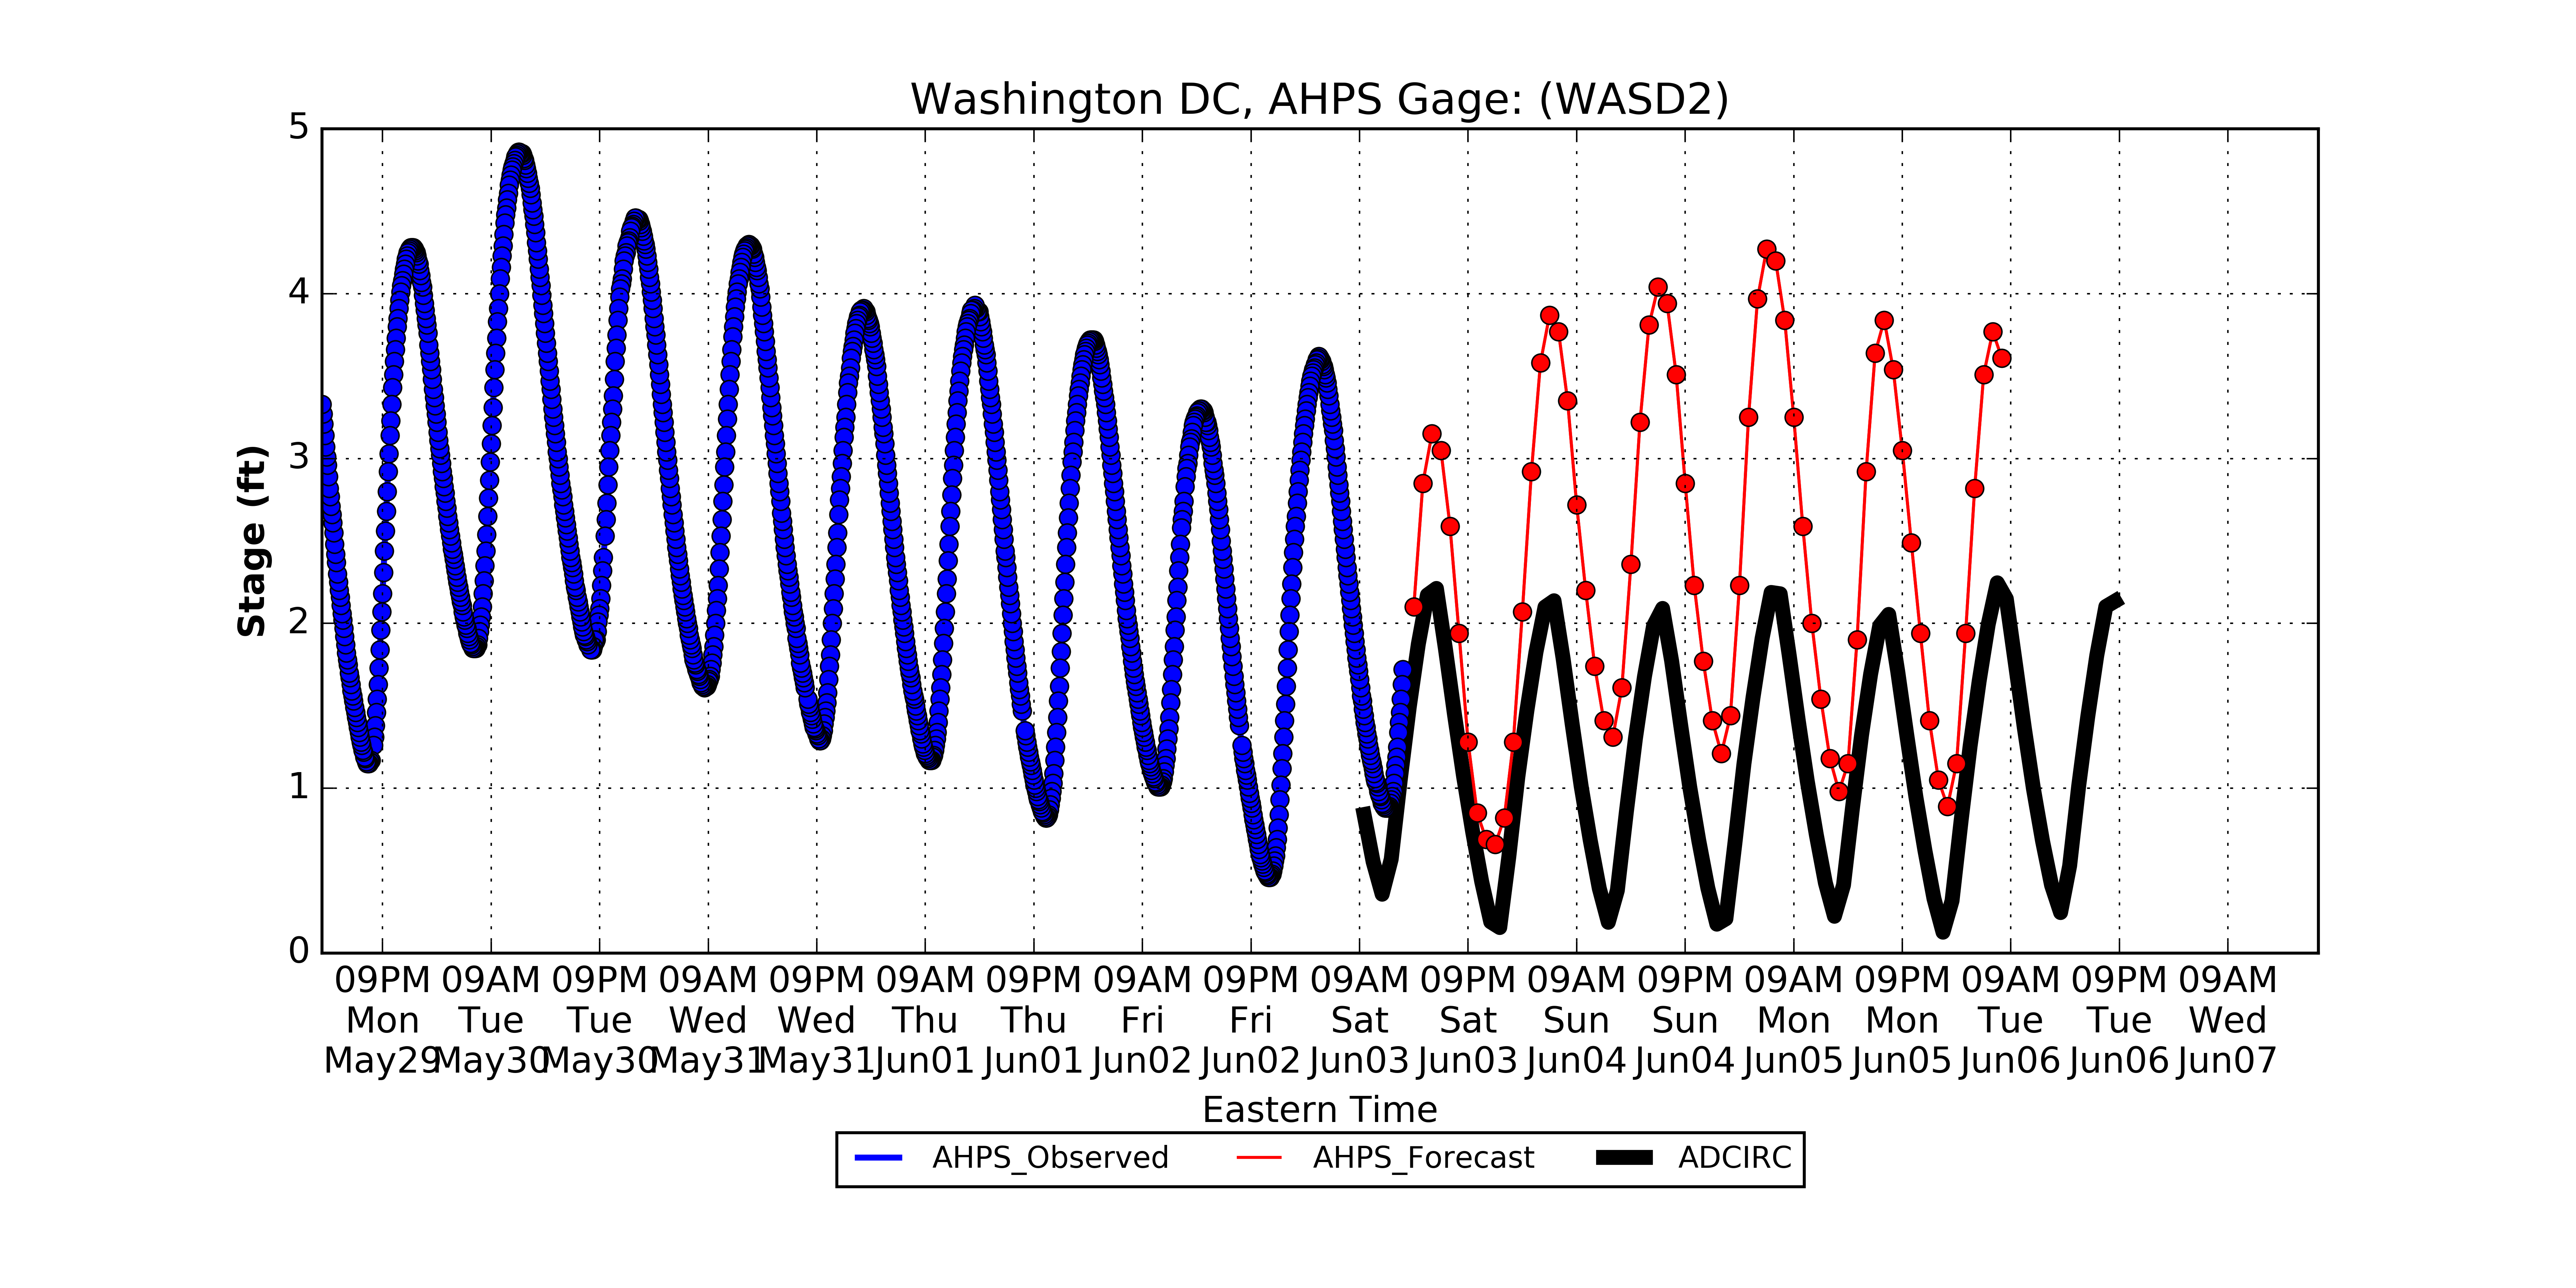 Washington DC, AHPS Gage: (WASD2)
5
4
3
2
1
0
Stage (ft)
09PM 09AM 09PM 09AM 09PM 09AM 09PM 09AM 09PM 09AM 09PM 09AM 09PM 09AM 09PM 09AM 09PM 09AM
Mon Tue Tue Wed Wed Thu Thu Fri Fri Sat Sat Sun Sun Mon Mon Tue Tue Wed
May29 May30 May30 May31 May31 Jun01 Jun01 Jun02 Jun02 Jun03 Jun03 Jun04 Jun04 Jun05 Jun05 Jun06 Jun06 Jun07
Eastern Time
AHPS_Observed AHPS_Forecast ADCIRC